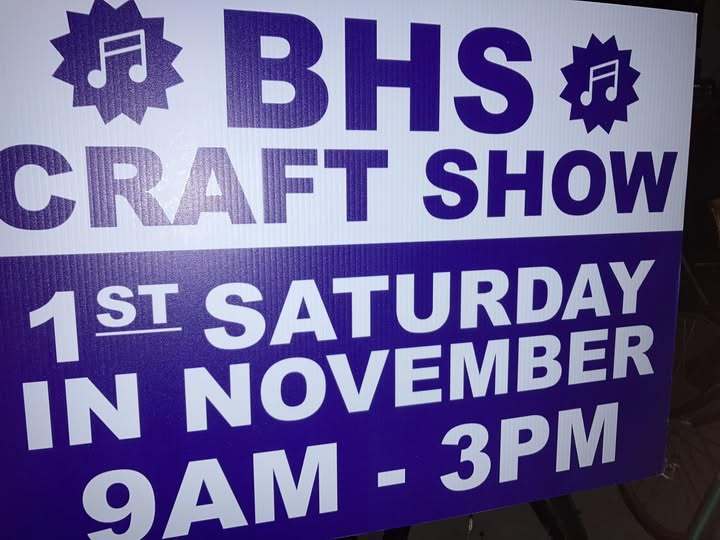 BHS
CRAFT SHOW
1ST SATURDAY
IN NOVEMBER
9AM - 3PM